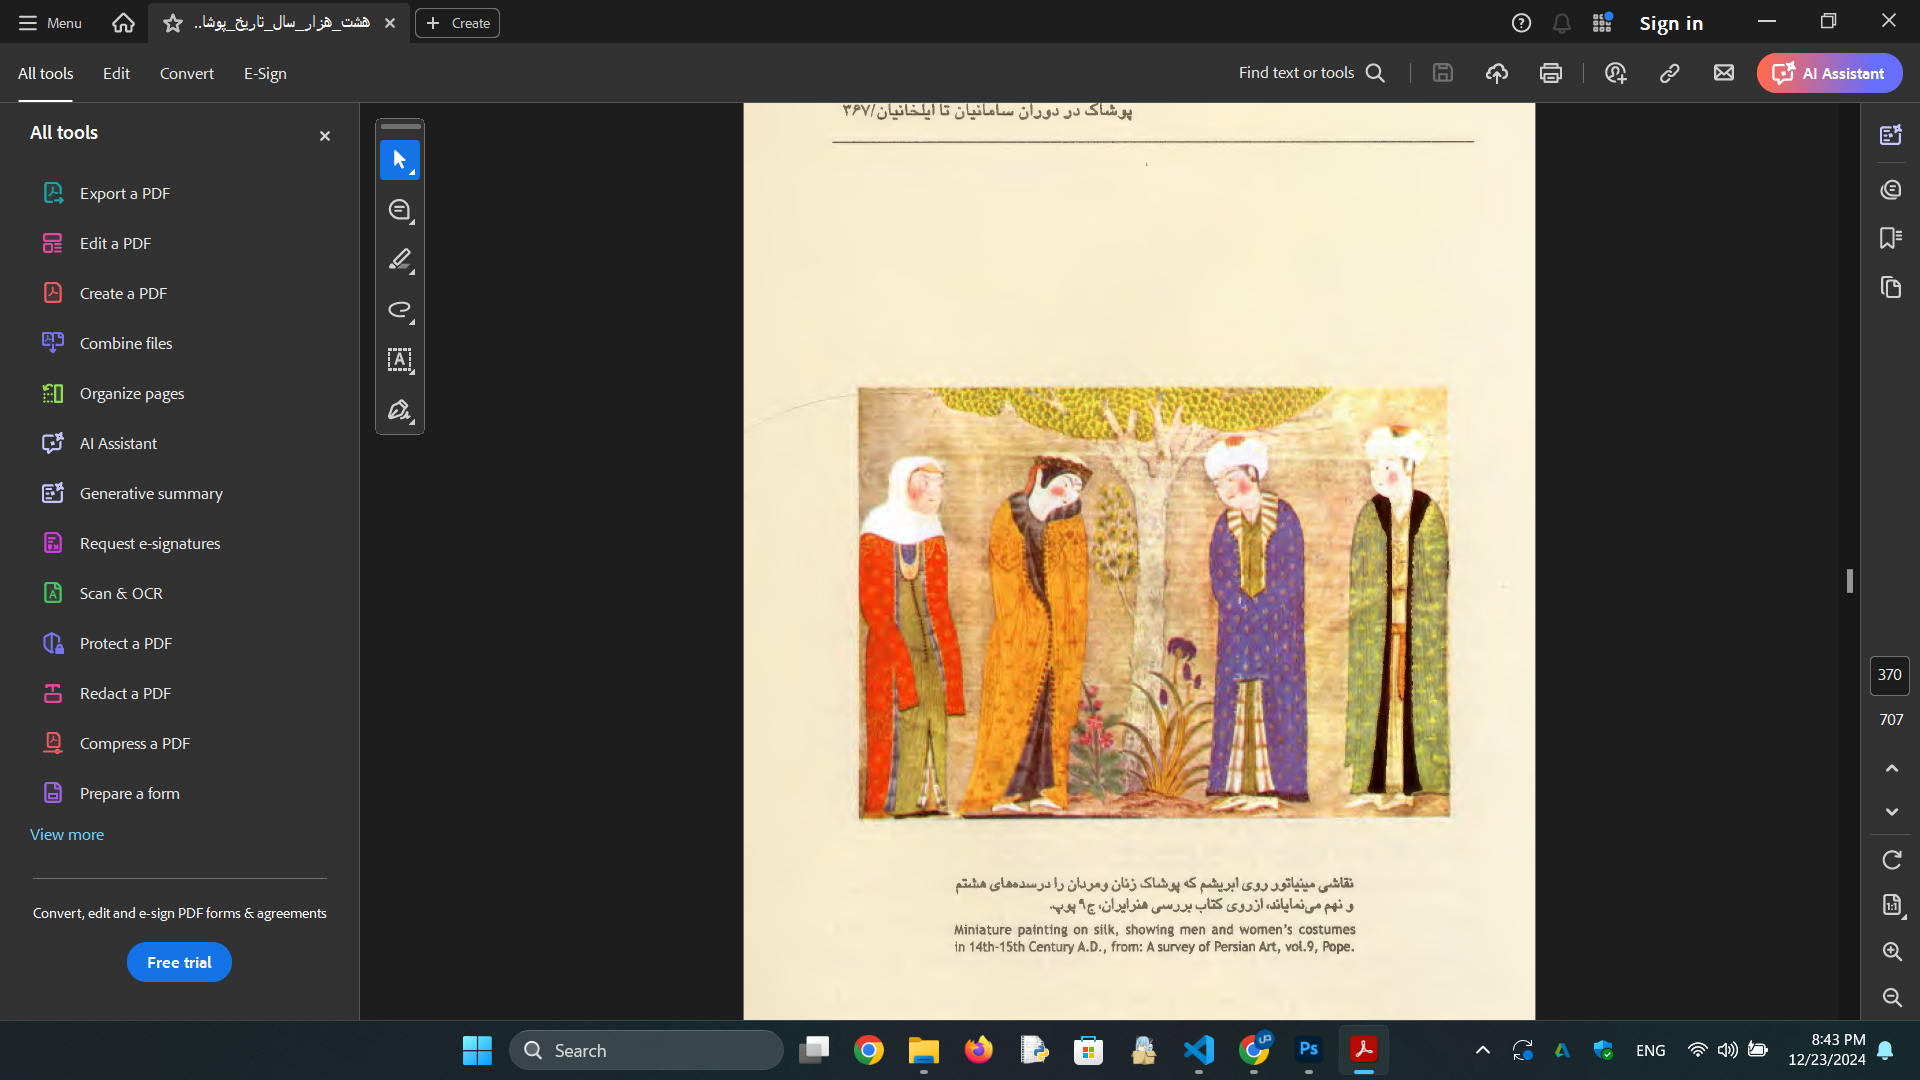 Menu
هشت_هزار_سال_تاریخ_پوشا..
Create
Sign in
All tools
Edit
Convert
E-Sign
Find text or tools
AI Assistant
All tools
Export a PDF
Edit a PDF
Create a PDF
Combine files
Organize pages
AI Assistant
Generative summary
Request e-signatures
Scan & OCR
Protect a PDF
Redact a PDF
Compress a PDF
Prepare a form
View more
Convert, edit and e-sign PDF forms & agreements
Free trial
پوشاک در دوران سامانیان تا ایلخانیان/۳۶۷
نقاشی مینیاتور روی ابریشم که پوشاک زنان ومردان را درسده‌های هشتم
و نهم می‌نمایاند، ازروی کتاب بررسی هنرایران، ج۹ پوپ.
Miniature painting on silk, showing men and women's costumes
in 14th-15th Century A.D., from: A survey of Persian Art, vol.9, Pope.
370
707
1:1
Search
Ps
ENG
8:43 PM
12/23/2024